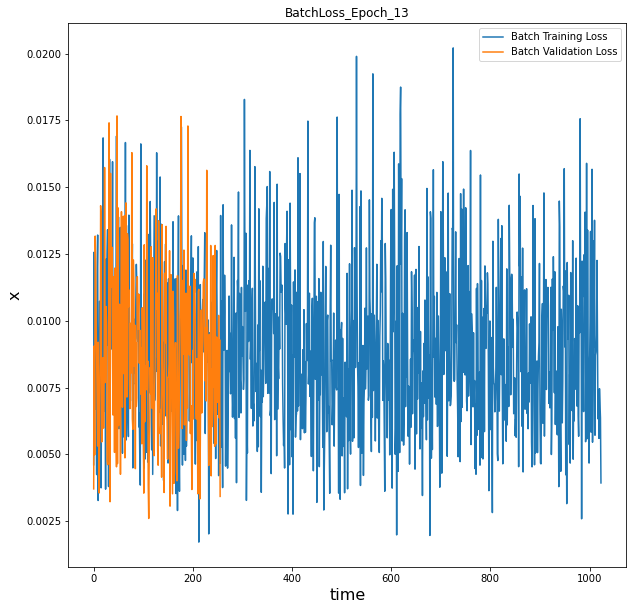 BatchLoss_Epoch_13
Batch Training Loss
Batch Validation Loss
0.0200
0.0175
0.0150
0.0125
0.0100
0.0075
0.0050
0.0025
x
0
200
400
600
800
1000
time